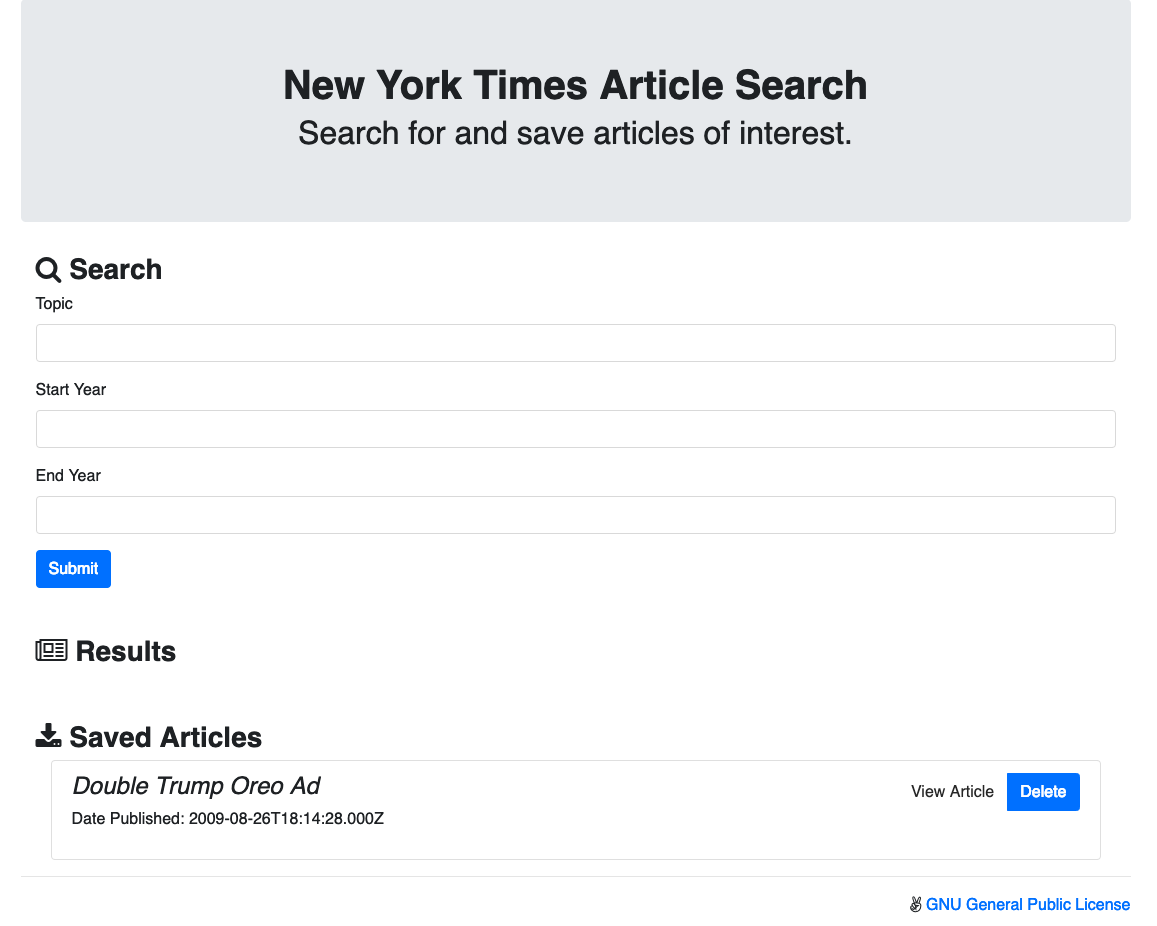 New York Times Article Search
Search for and save articles of interest.
Search
Topic
Start Year
End Year
Submit
Results
Saved Articles
Double Trump Oreo Ad
View Article Delete
Date Published: 2009-08-26T18:14:28.000Z
GNU General Public License